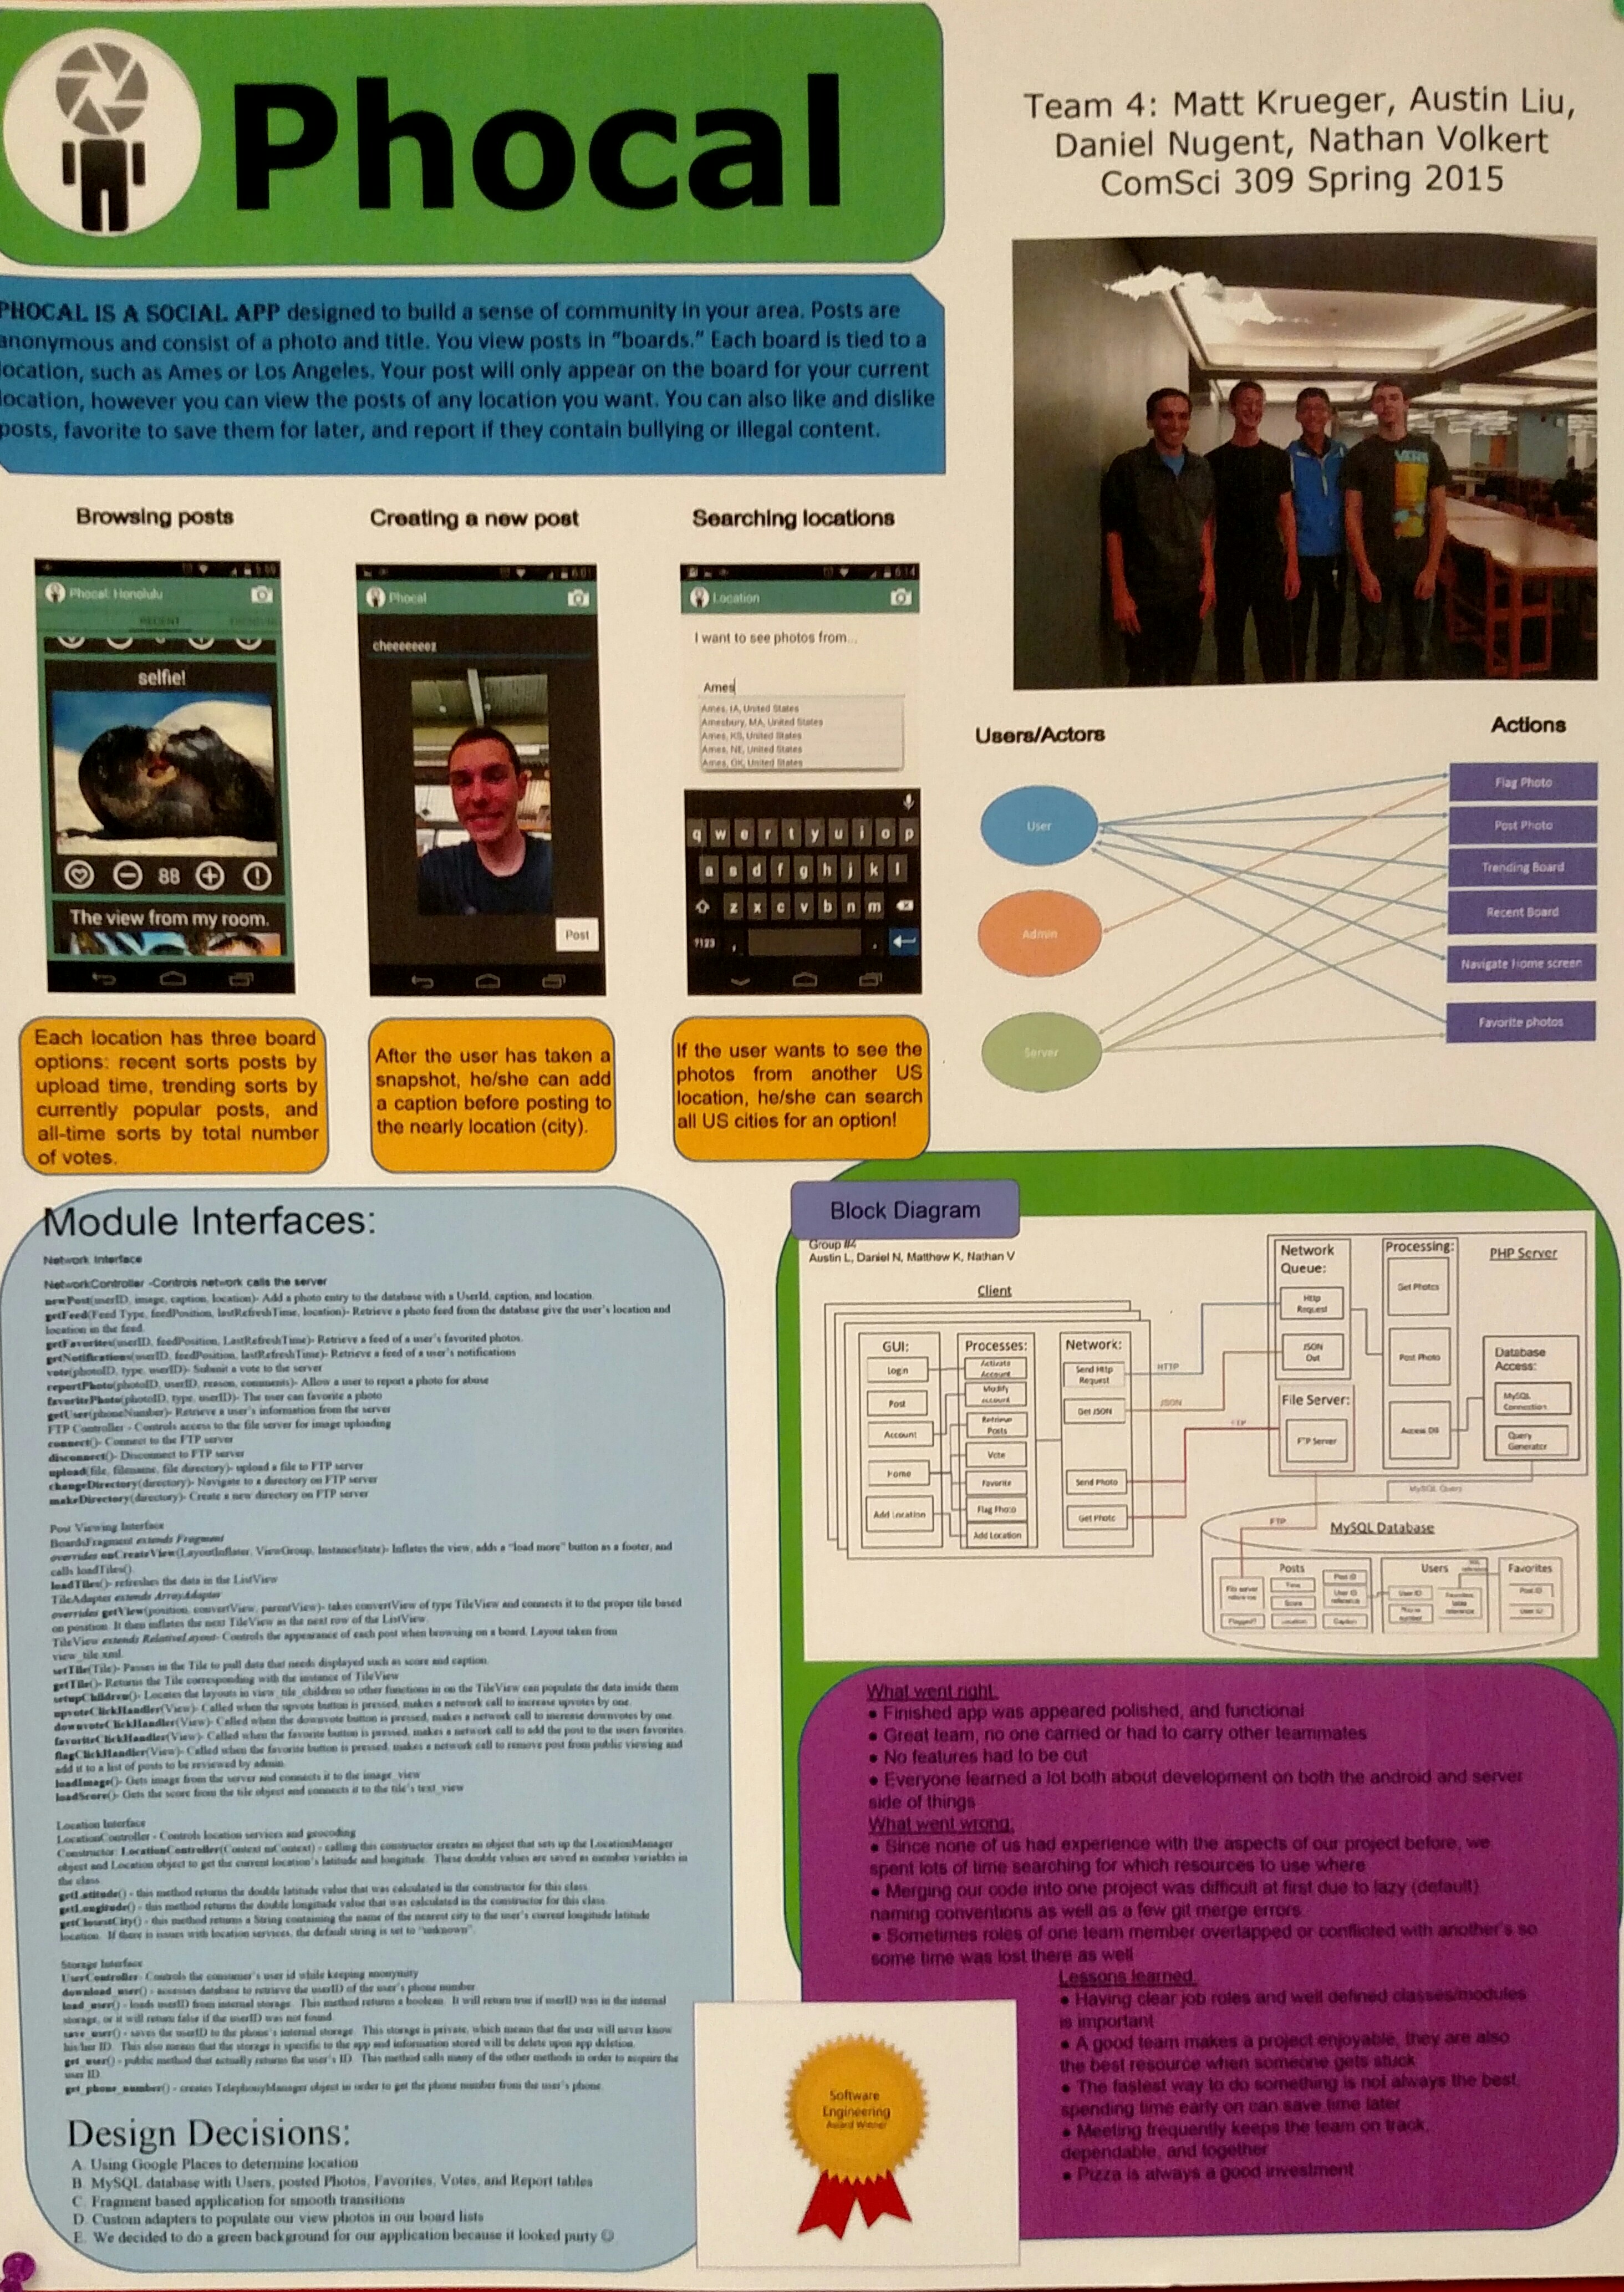 Phocal
Team 4: Matt Krueger, Austin Liu,
Daniel Nugent, Nathan Volkert
ComSci 309 Spring 2015
PHOCAL IS A SOCIAL APP designed to build a sense of community in your area. Posts are
anonymous and consist of a photo and title. You view posts in "boards." Each board is tied to a
location, such as Ames or Los Angeles. Your post will only appear on the board for your current
location, however you can view the posts of any location you want. You can also like and dislike
posts, favorite to save them for later, and report if they contain bullying or illegal content.
Browsing posts
Phocal: Honolulu
RECENT
selfie!
88
The view from my room.
Each location has three board
options: recent sorts posts by
upload time, trending sorts by
currently popular posts, and
all-time sorts by total number
of votes.
Creating a new post
6:01
Phocal
cheeeeeeez
Post
After the user has taken a
snapshot, he/she can add
a caption before posting to
the nearly location (city).
Searching locations
6:14
Location
I want to see photos from...
Ames
Ames, IA, United States
Amesbury, MA, United States
Ames, KS, United States
Ames, NE, United States
Ames, OK, United States
q w e r t y u i o p
a s d f g h j k l
z x c v b n m
?123 , .
If the user wants to see the
photos from another US
location, he/she can search
all US cities for an option!
VANS
Users/Actors
User
Admin
Server
Actions
Flag Photo
Post Photo
Trending Board
Recent Board
Navigate Home screen
Favorite photos
Module Interfaces:
Network Interface
NetworkController -Controls network calls the server
newPost(userID, image, caption, location)- Add a photo entry to the database with a UserId, caption, and location.
getFeed(Feed Type, feedPosition, lastRefreshTime, location)- Retrieve a photo feed from the database give the user's location and
location in the feed.
getFavorites(userID, feedPosition, LastRefreshTime)- Retrieve a feed of a user's favorited photos.
getNotifications(userID, feedPosition, lastRefreshTime)- Retrieve a feed of a user's notifications
vote(photoID, type, userID)- Submit a vote to the server
reportPhoto(photoID, userID, reason, comments)- Allow a user to report a photo for abuse
favoritePhoto(photoID, type, userID)- The user can favorite a photo
getUser(phoneNumber)- Retrieve a user's information from the server
FTP Controller - Controls access to the file server for image uploading
connect()- Connect to the FTP server
disconnect()- Disconnect to FTP server
upload(file, filename, file directory)- upload a file to FTP server
changeDirectory(directory)- Navigate to a directory on FTP server
makeDirectory(directory)- Create a new directory on FTP server
Post Viewing Interface
BoardsFragment extends Fragment
overrides onCreateView(LayoutInflater, ViewGroup, InstanceState)- Inflates the view, adds a "load more" button as a footer, and
calls loadTiles().
loadTiles()- refreshes the data in the ListView
TileAdapter extends ArrayAdapter
overrides getView(position, convertView, parentView)- takes convertView of type TileView and connects it to the proper tile based
on position. It then inflates the next TileView as the next row of the ListView.
TileView extends RelativeLayout- Controls the appearance of each post when browsing on a board. Layout taken from
view_tile.xml.
setTile(Tile)- Passes in the Tile to pull data that needs displayed such as score and caption.
getTile()- Returns the Tile corresponding with the instance of TileView
setupChildren()- Locates the layouts in view_tile_children so other functions in on the TileView can populate the data inside them
upvoteClickHandler(View)- Called when the upvote button is pressed, makes a network call to increase upvotes by one.
downvoteClickHandler(View)- Called when the downvote button is pressed, makes a network call to increase downvotes by one.
favoriteClickHandler(View)- Called when the favorite button is pressed, makes a network call to add the post to the users favorites.
flagClickHandler(View)- Called when the favorite button is pressed, makes a network call to remove post from public viewing and
add it to a list of posts to be reviewed by admin.
loadImage()- Gets image from the server and connects it to the image_view
loadScore()- Gets the score from the tile object and connects it to the tile's text_view
Location Interface
LocationController - Controls location services and geocoding
Constructor: LocationController(Context mContext) - calling this constructor creates an object that sets up the LocationManager
object and Location object to get the current location's latitude and longitude. These double values are saved as member variables in
the class.
getLatitude() - this method returns the double latitude value that was calculated in the constructor for this class.
getLongitude() - this method returns the double longitude value that was calculated in the constructor for this class.
getClosestCity() - this method returns a String containing the name of the nearest city to the user's current longitude latitude
location. If there is issues with location services, the default string is set to "unknown".
Storage Interface
UserController: Controls the consumer's user id while keeping anonymity
download_user() - accesses database to retrieve the userID of the user's phone number.
load_user() - loads userID from internal storage. This method returns a boolean. It will return true if userID was in the internal
storage, or it will return false if the userID was not found.
save_user() - saves the userID to the phone's internal storage. This storage is private, which means that the user will never know
his/her ID. This also means that the storage is specific to the app and information stored will be delete upon app deletion.
get_user() - public method that actually returns the user's ID. This method calls many of the other methods in order to acquire the
user ID.
get_phone_number() - creates TelephonyManager object in order to get the phone number from the user's phone.
Design Decisions:
A. Using Google Places to determine location
B. MySQL database with Users, posted Photos, Favorites, Votes, and Report tables
C. Fragment based application for smooth transitions
D. Custom adapters to populate our view photos in our board lists
E. We decided to do a green background for our application because it looked purty ☺
Block Diagram
Group #4
Austin L, Daniel N, Matthew K, Nathan V
Client
GUI:
Login
Post
Account
Home
Add Location
Processes:
Activate
Account
Modify
Account
Retrieve
Posts
Vote
Favorite
Flag Photo
Add Location
Network:
Send Http
Request
Get JSON
Send Photo
Get Photo
HTTP
JSON
FTP
PHP Server
Network
Queue:
Http
Request
JSON
Out
File Server:
FTP Server
Processing:
Get Photos
Post Photo
Access DB
Database
Access:
MySQL
Connection
Query
Generator
MySQL Query
FTP
MySQL Database
Posts
File server
reference
Flagged?
Time
Score
Location
Post ID
User ID
reference
Caption
Users
User ID
Phone
Number
Favorites
table
reference
Favorites
Post ID
User ID
What went right:
● Finished app was appeared polished, and functional
● Great team, no one carried or had to carry other teammates
● No features had to be cut
● Everyone learned a lot both about development on both the android and server
side of things
What went wrong:
● Since none of us had experience with the aspects of our project before, we
spent lots of time searching for which resources to use where
● Merging our code into one project was difficult at first due to lazy (default)
naming conventions as well as a few git merge errors.
● Sometimes roles of one team member overlapped or conflicted with another's so
some time was lost there as well
Lessons learned:
● Having clear job roles and well defined classes/modules
is important
● A good team makes a project enjoyable, they are also
the best resource when someone gets stuck
● The fastest way to do something is not always the best,
spending time early on can save time later
● Meeting frequently keeps the team on track,
dependable, and together
● Pizza is always a good investment
Software
Engineering
Award Winner